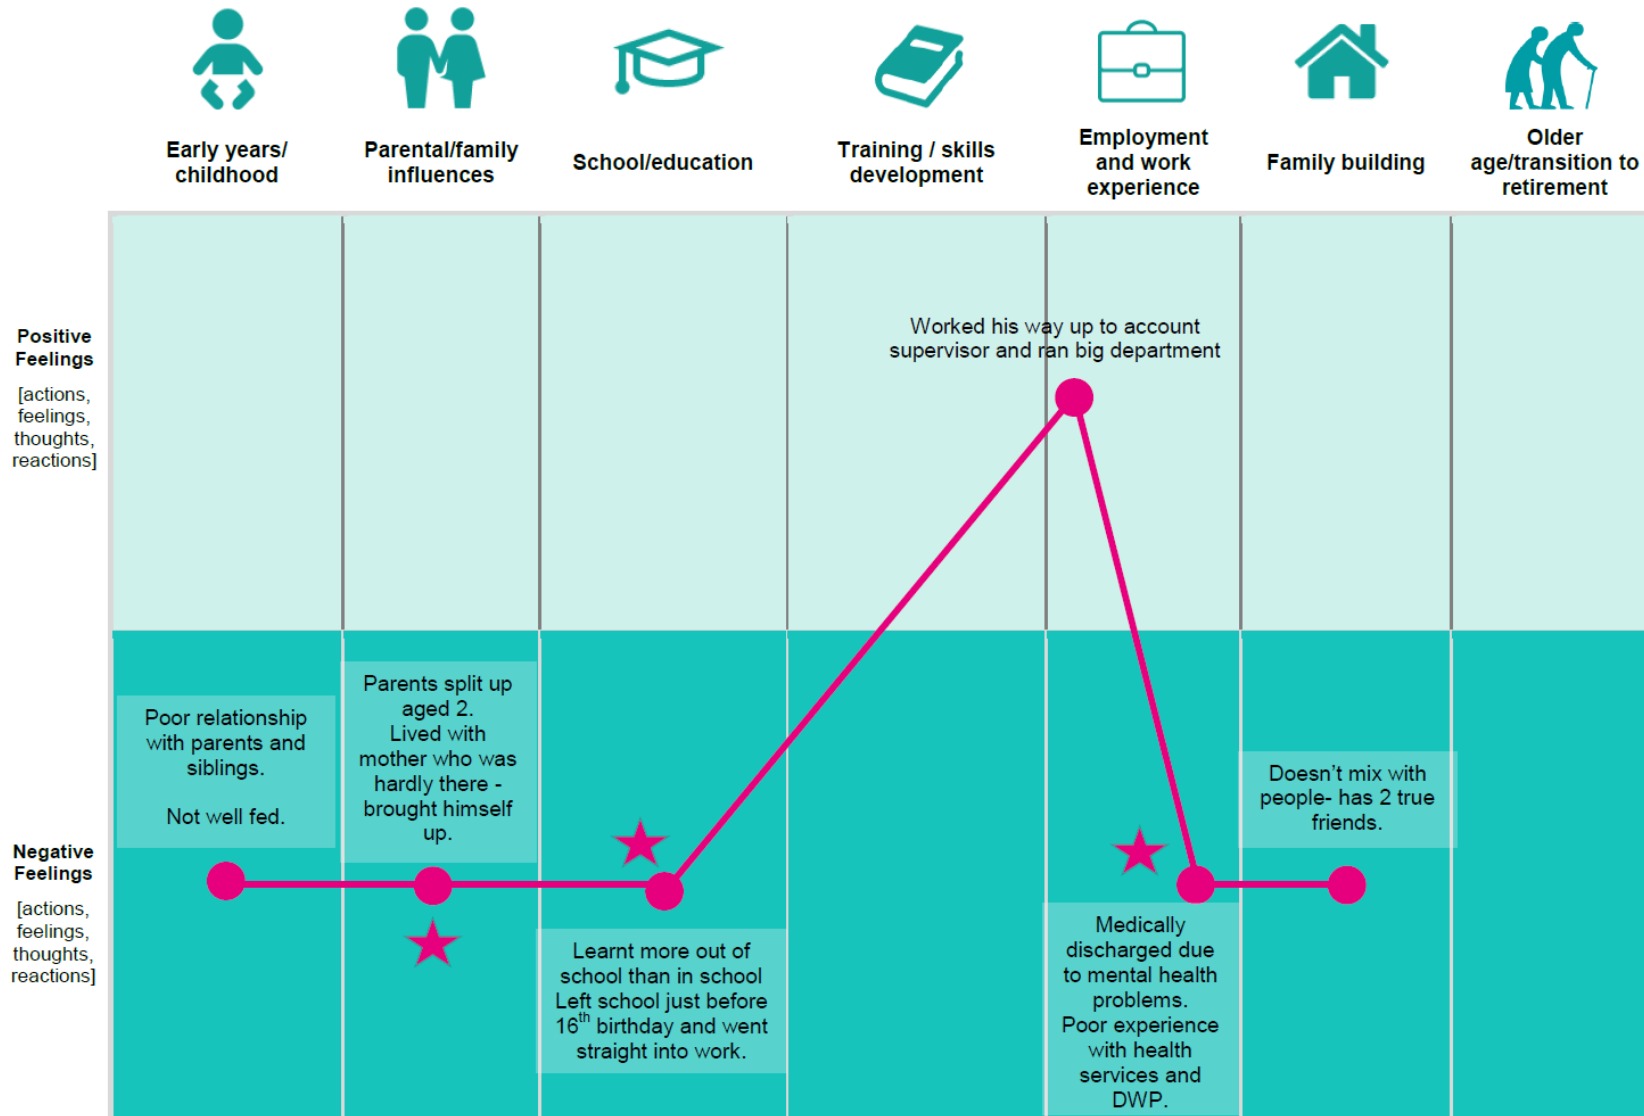 Early years/
childhood
Parental/family
influences
School/education
Training / skills
development
Employment
and work
experience
Family building
Older
age/transition to
retirement
Positive
Feelings
[actions,
feelings,
thoughts,
reactions]
Worked his way up to account
supervisor and ran big department
Negative
Feelings
[actions,
feelings,
thoughts,
reactions]
Poor relationship
with parents and
siblings.
Not well fed.
Parents split up
aged 2.
Lived with
mother who was
hardly there -
brought himself
up.
Learnt more out of
school than in school
Left school just before
16th birthday and went
straight into work.
Medically
discharged due
to mental health
problems.
Poor experience
with health
services and
DWP.
Doesn't mix with
people- has 2 true
friends.